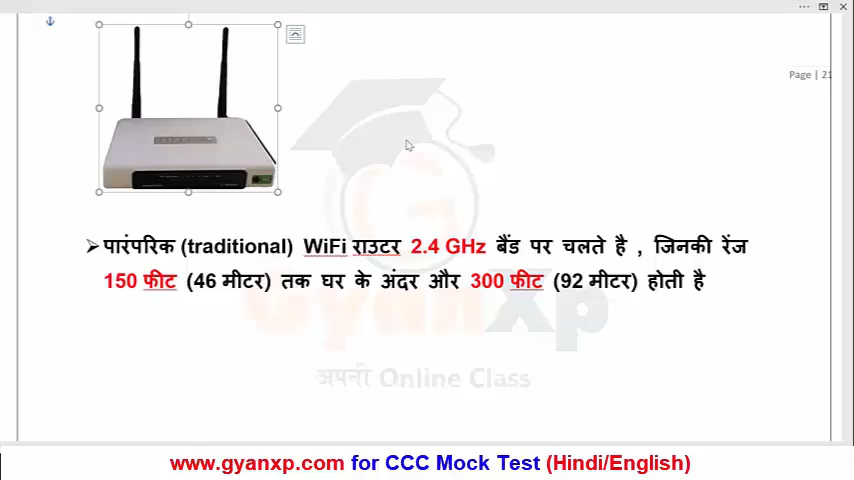 Page | 21
पारंपरिक (traditional) WiFi राउटर 2.4 GHz बैंड पर चलते है , जिनकी रेंज
150 फीट (46 मीटर) तक घर के अंदर और 300 फीट (92 मीटर) होती है
GyanXp
अपनी Online Class
www.gyanxp.com for CCC Mock Test (Hindi/English)